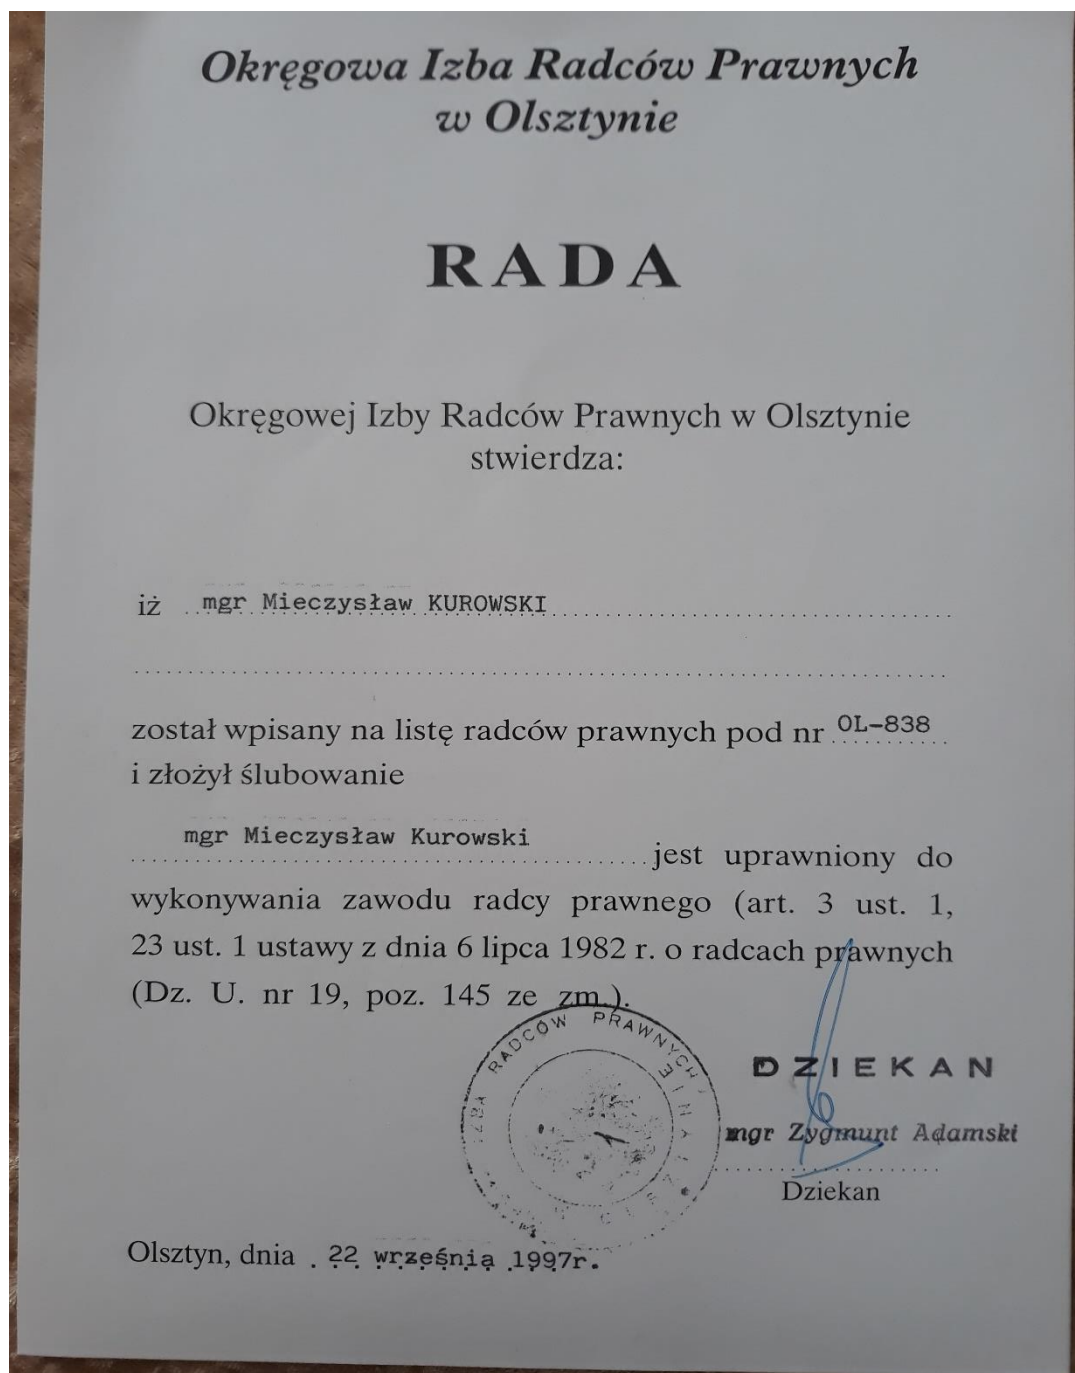 Okręgowa Izba Radców Prawnych
w Olsztynie
RADA
Okręgowej Izby Radców Prawnych w Olsztynie
stwierdza:
iż mgr Mieczysław KUROWSKI
został wpisany na listę radców prawnych pod nr OL-838
i złożył ślubowanie
mgr Mieczysław Kurowski jest uprawniony do
wykonywania zawodu radcy prawnego (art. 3 ust. 1,
23 ust. 1 ustawy z dnia 6 lipca 1982 r. o radcach prawnych
(Dz. U. nr 19, poz. 145 ze zm.).
IZBA RADCÓW PRAWNYCH
DZIEKAN
mgr Zygmunt Adamski
Dziekan
Olsztyn, dnia 22 września 1997r.